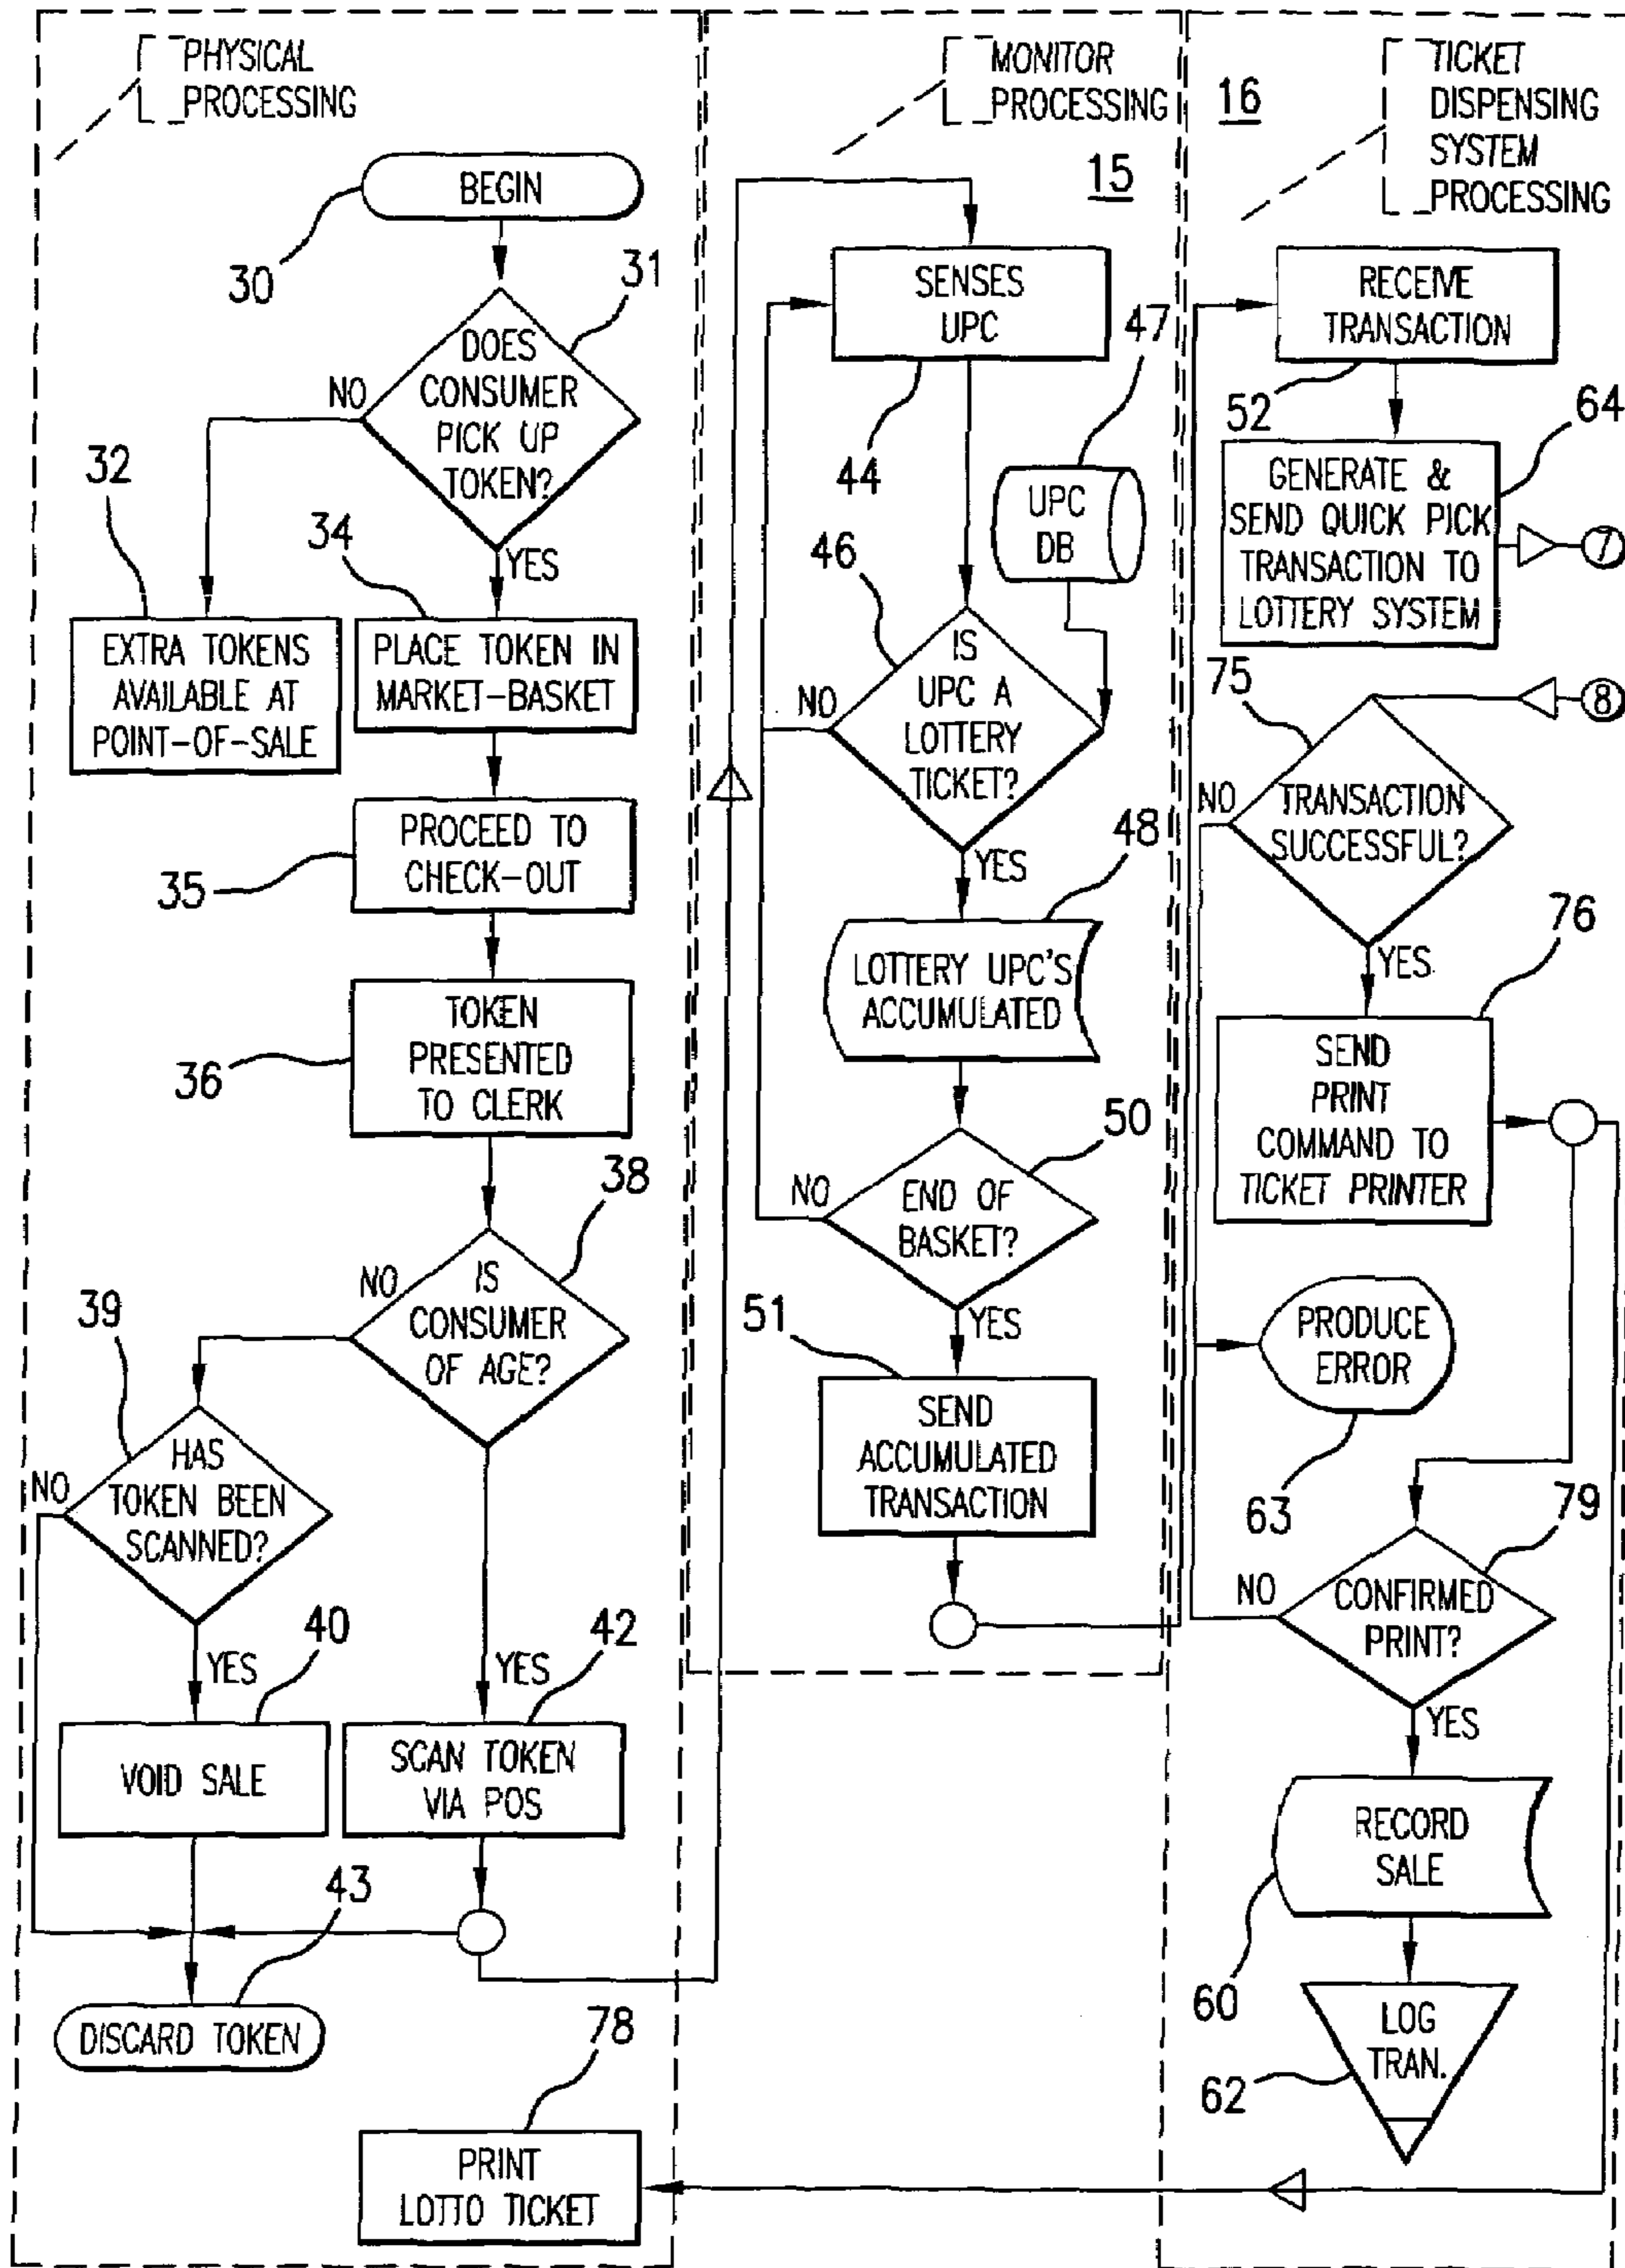 PHYSICAL
PROCESSING
BEGIN
30
31
DOES
CONSUMER
PICK UP
TOKEN?
NO
YES
32
EXTRA TOKENS
AVAILABLE AT
POINT-OF-SALE
34
PLACE TOKEN IN
MARKET-BASKET
PROCEED TO
CHECK-OUT
35
TOKEN
PRESENTED
TO CLERK
36
38
IS
CONSUMER
OF AGE?
NO
YES
39
HAS
TOKEN BEEN
SCANNED?
NO
YES
40
VOID SALE
42
SCAN TOKEN
VIA POS
43
DISCARD TOKEN
78
PRINT
LOTTO TICKET
MONITOR
PROCESSING
15
SENSES
UPC
44
47
UPC
DB
46
IS
UPC A
LOTTERY
TICKET?
NO
YES
48
LOTTERY UPC'S
ACCUMULATED
50
END OF
BASKET?
NO
YES
51
SEND
ACCUMULATED
TRANSACTION
16
TICKET
DISPENSING
SYSTEM
PROCESSING
RECEIVE
TRANSACTION
52
64
GENERATE &
SEND QUICK PICK
TRANSACTION TO
LOTTERY SYSTEM
7
8
75
TRANSACTION
SUCCESSFUL?
NO
YES
76
SEND
PRINT
COMMAND TO
TICKET PRINTER
PRODUCE
ERROR
63
79
CONFIRMED
PRINT?
NO
YES
RECORD
SALE
60
LOG
TRAN.
62